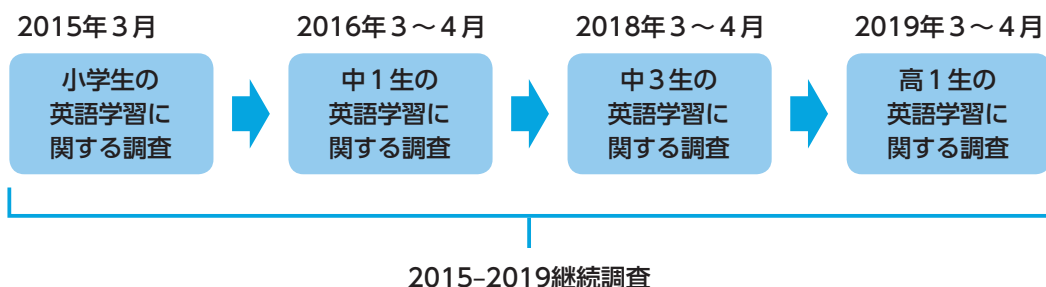 2015年3月
小学生の
英語学習に
関する調査
2016年3～4月
中1生の
英語学習に
関する調査
2018年3～4月
中3生の
英語学習に
関する調査
2019年3～4月
高1生の
英語学習に
関する調査
2015–2019継続調査